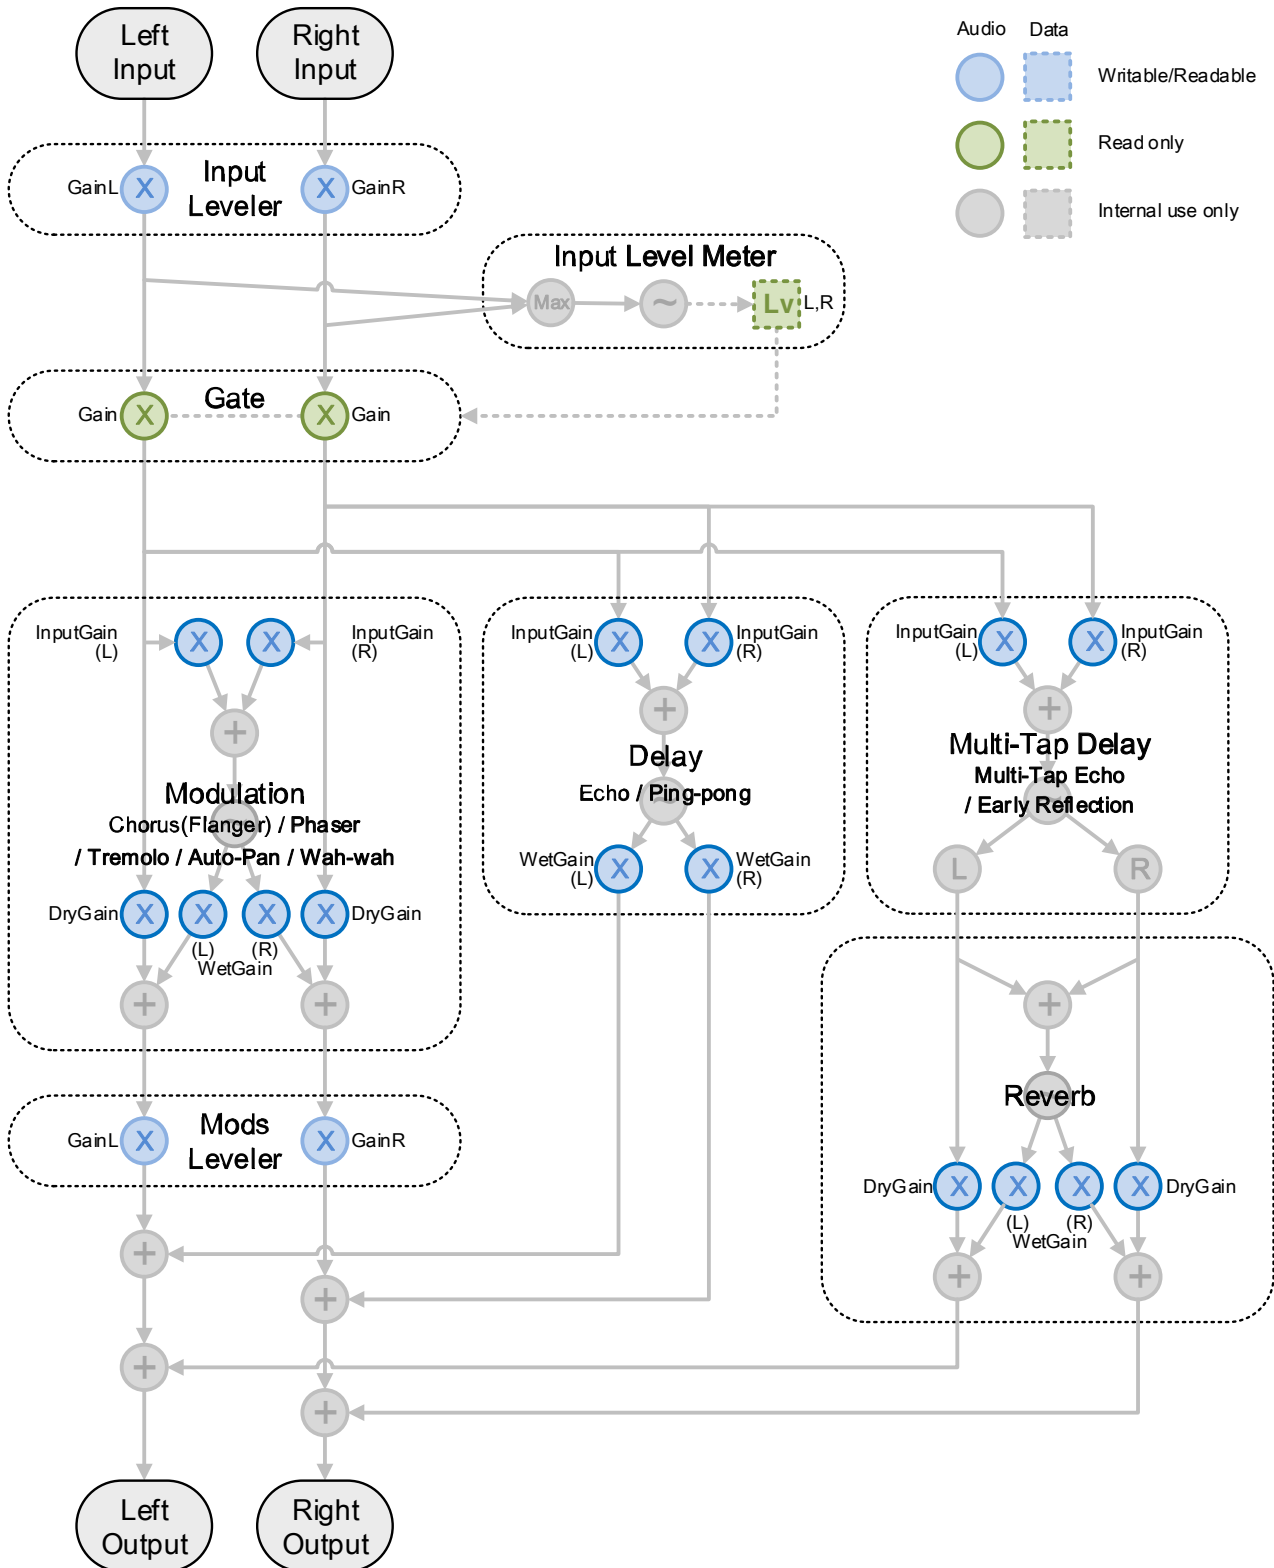 Left
Input
Right
Input
Audio
Data
Writable/Readable
Read only
Internal use only
GainL
X
Input
Leveler
X
GainR
Input Level Meter
Max
~
Lv
L,R
Gain
X
Gate
X
Gain
InputGain
(L)
X
X
InputGain
(R)
+
Modulation
Chorus(Flanger) / Phaser
/ Tremolo / Auto-Pan / Wah-wah
DryGain
X
X
X
X
DryGain
(L)
(R)
WetGain
+
+
InputGain
(L)
X
X
InputGain
(R)
+
Delay
Echo / Ping-pong
WetGain
(L)
X
X
WetGain
(R)
InputGain
(L)
X
X
InputGain
(R)
+
Multi-Tap Delay
Multi-Tap Echo
/ Early Reflection
L
R
+
Reverb
DryGain
X
X
X
X
DryGain
(L)
(R)
WetGain
+
+
GainL
X
Mods
Leveler
X
GainR
+
+
+
+
Left
Output
Right
Output